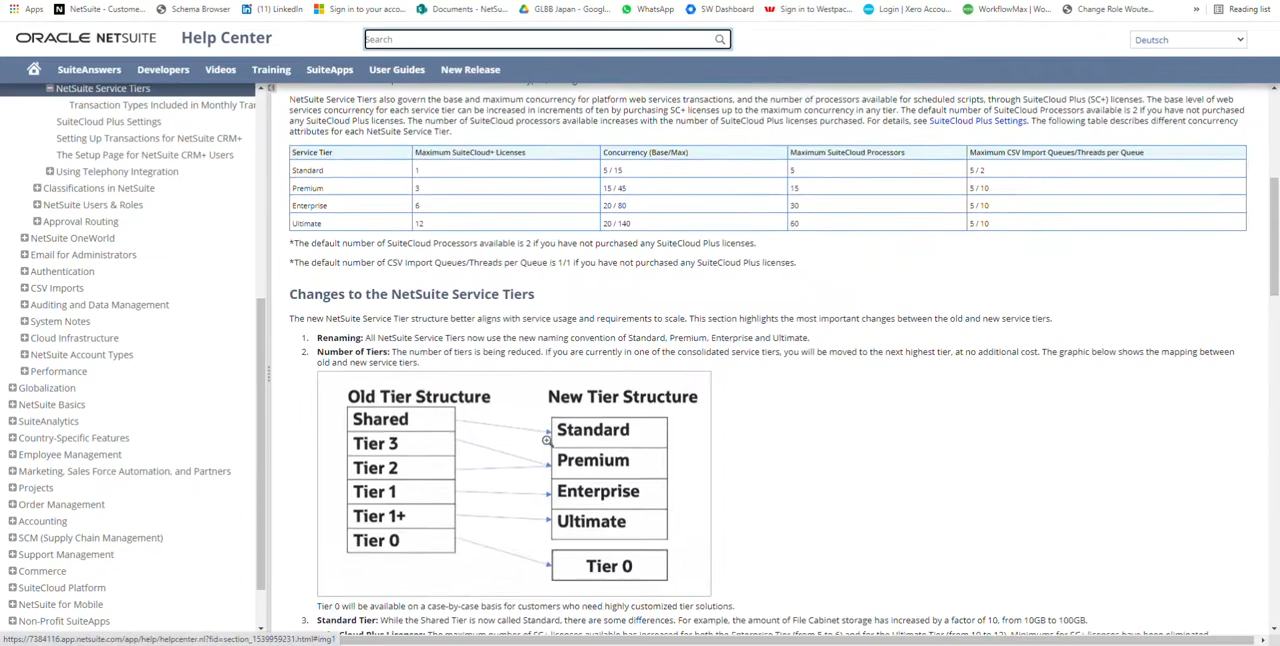 Apps NetSuite - Custome... Schema Browser (11) LinkedIn Sign in to your acco... Documents - NetSu... GLBB Japan - Googl... WhatsApp SW Dashboard Sign in to Westpac... Login | Xero Accou... WorkflowMax | Wo... Change Role Woute... » Reading list
ORACLE NETSUITE Help Center Search Deutsch
SuiteAnswers Developers Videos Training SuiteApps User Guides New Release
NetSuite Service Tiers
Transaction Types Included in Monthly Tra
SuiteCloud Settings
Setting Up Transactions for NetSuite CRM+
The Setup Page for NetSuite CRM+ Users
Using Telephony Integration
Classifications in NetSuite
NetSuite Users & Roles
Approval Routing
NetSuite OneWorld
Email for Administrators
Authentication
CSV Imports
Auditing and Data Management
System Notes
Cloud Infrastructure
NetSuite Account Types
Performance
Globalization
NetSuite Basics
SuiteAnalytics
Country-Specific Features
Employee Management
Marketing, Sales Force Automation, and Partners
Projects
Order Management
Accounting
SCM (Supply Chain Management)
Support Management
Commerce
SuiteCloud Platform
NetSuite for Mobile
Non-Profit SuiteApps
NetSuite Service Tiers also govern the base and maximum concurrency for platform web services transactions, and the number of processors available for scheduled scripts, through SuiteCloud Plus (SC+) licenses. The base level of web
services concurrency for each service tier can be increased in increments of ten by purchasing SC+ licenses up to the maximum concurrency in any tier. The default number of SuiteCloud Processors available is 2 if you have not purchased
any SuiteCloud Plus licenses. The number of SuiteCloud processors available increases with the number of SuiteCloud Plus licenses purchased. For details, see SuiteCloud Plus Settings. The following table describes different concurrency
attributes for each NetSuite Service Tier.
Service Tier Maximum SuiteCloud+ Licenses Concurrency (Base/Max) Maximum SuiteCloud Processors Maximum CSV Import Queues/Threads per Queue
Standard 1 5 / 15 5 5 / 2
Premium 3 15 / 45 15 5 / 10
Enterprise 6 20 / 80 30 5 / 10
Ultimate 12 20 / 140 60 5 / 10
*The default number of SuiteCloud Processors available is 2 if you have not purchased any SuiteCloud Plus licenses.
*The default number of CSV Import Queues/Threads per Queue is 1/1 if you have not purchased any SuiteCloud Plus licenses.
Changes to the NetSuite Service Tiers
The new NetSuite Service Tier structure better aligns with service usage and requirements to scale. This section highlights the most important changes between the old and new service tiers.
1. Renaming: All NetSuite Service Tiers now use the new naming convention of Standard, Premium, Enterprise and Ultimate.
2. Number of Tiers: The number of tiers is being reduced. If you are currently in one of the consolidated service tiers, you will be moved to the next highest tier, at no additional cost. The graphic below shows the mapping between
old and new service tiers.
Old Tier Structure New Tier Structure
Shared Standard
Tier 3 Premium
Tier 2 Enterprise
Tier 1 Ultimate
Tier 1+
Tier 0 Tier 0
Tier 0 will be available on a case-by-case basis for customers who need highly customized tier solutions.
3. Standard Tier: While the Shared Tier is now called Standard, there are some differences. For example, the amount of File Cabinet storage has increased by a factor of 10, from 10GB to 100GB.
https://7384116.app.netsuite.com/app/help/helpcenter.nl?fid=section_1539959231.html#img1